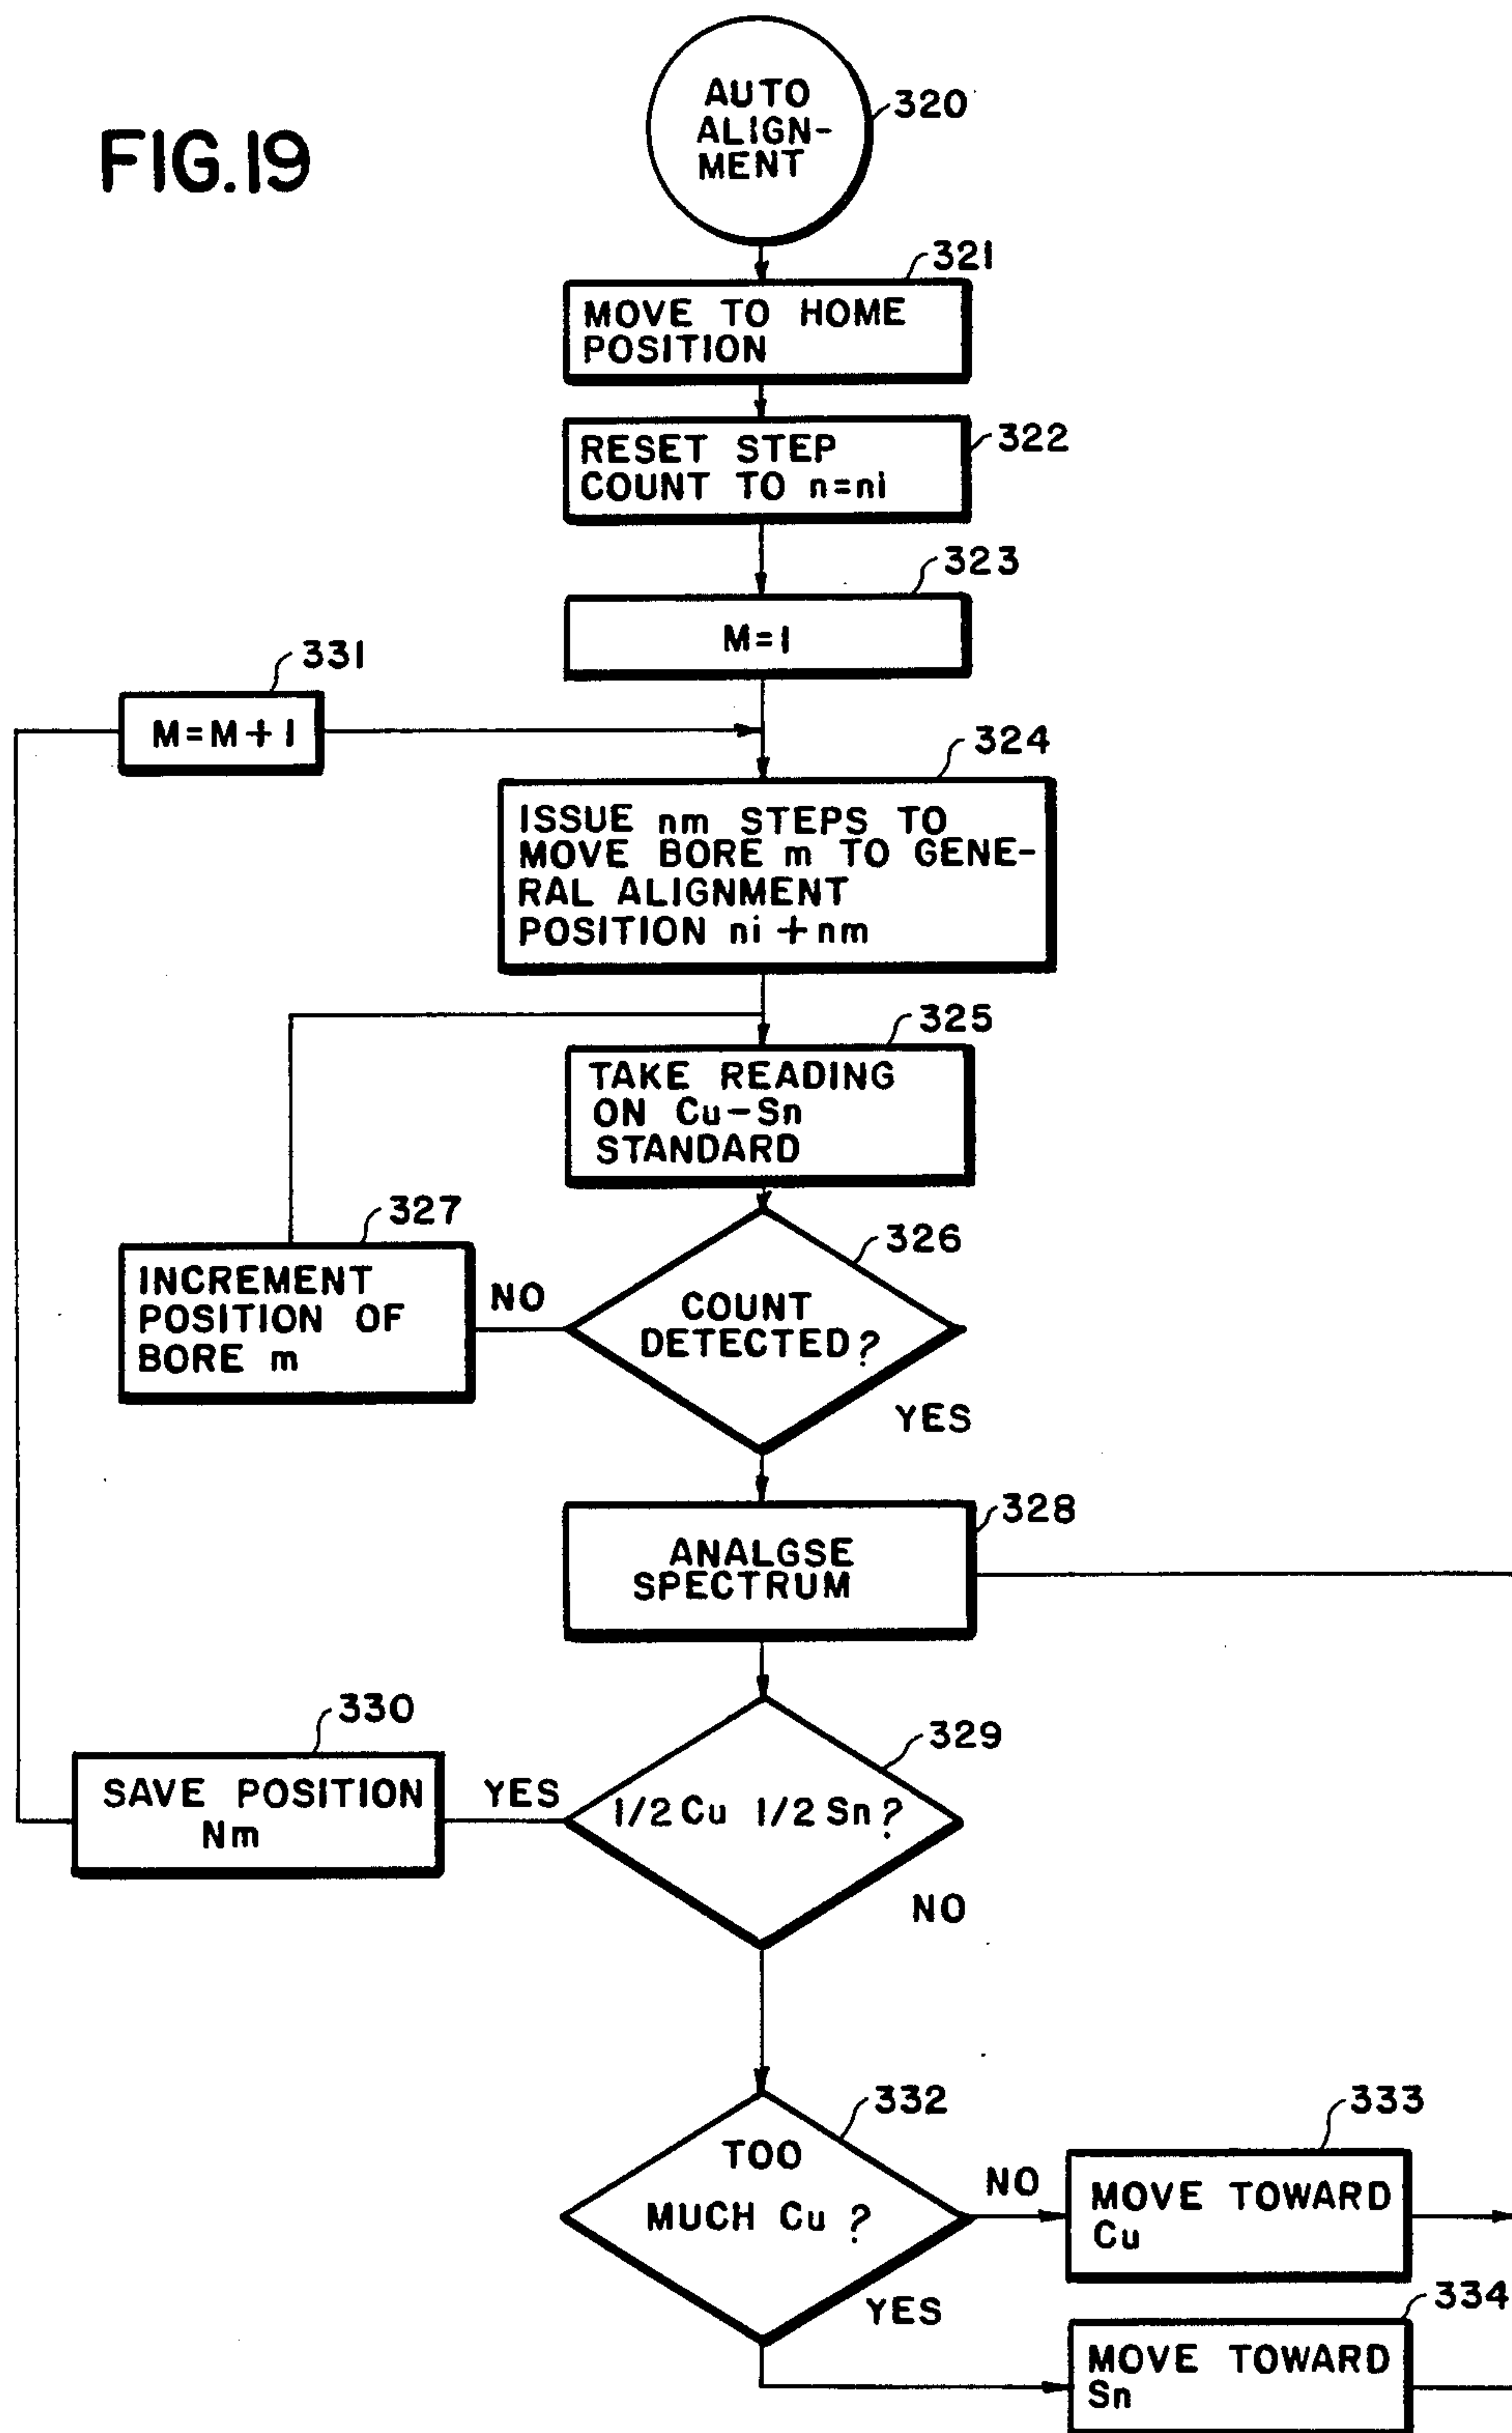 FIG.19
AUTO
ALIGN-
MENT
320
321
MOVE TO HOME
POSITION
322
RESET STEP
COUNT TO n=ni
323
M=1
331
M=M+1
324
ISSUE nm STEPS TO
MOVE BORE m TO GENE-
RAL ALIGNMENT
POSITION ni+nm
325
TAKE READING
ON Cu-Sn
STANDARD
327
INCREMENT
POSITION OF
BORE m
NO
326
COUNT
DETECTED?
YES
328
ANALGSE
SPECTRUM
330
SAVE POSITION
Nm
YES
329
1/2 Cu 1/2 Sn?
NO
332
TOO
MUCH Cu ?
NO
333
MOVE TOWARD
Cu
YES
334
MOVE TOWARD
Sn